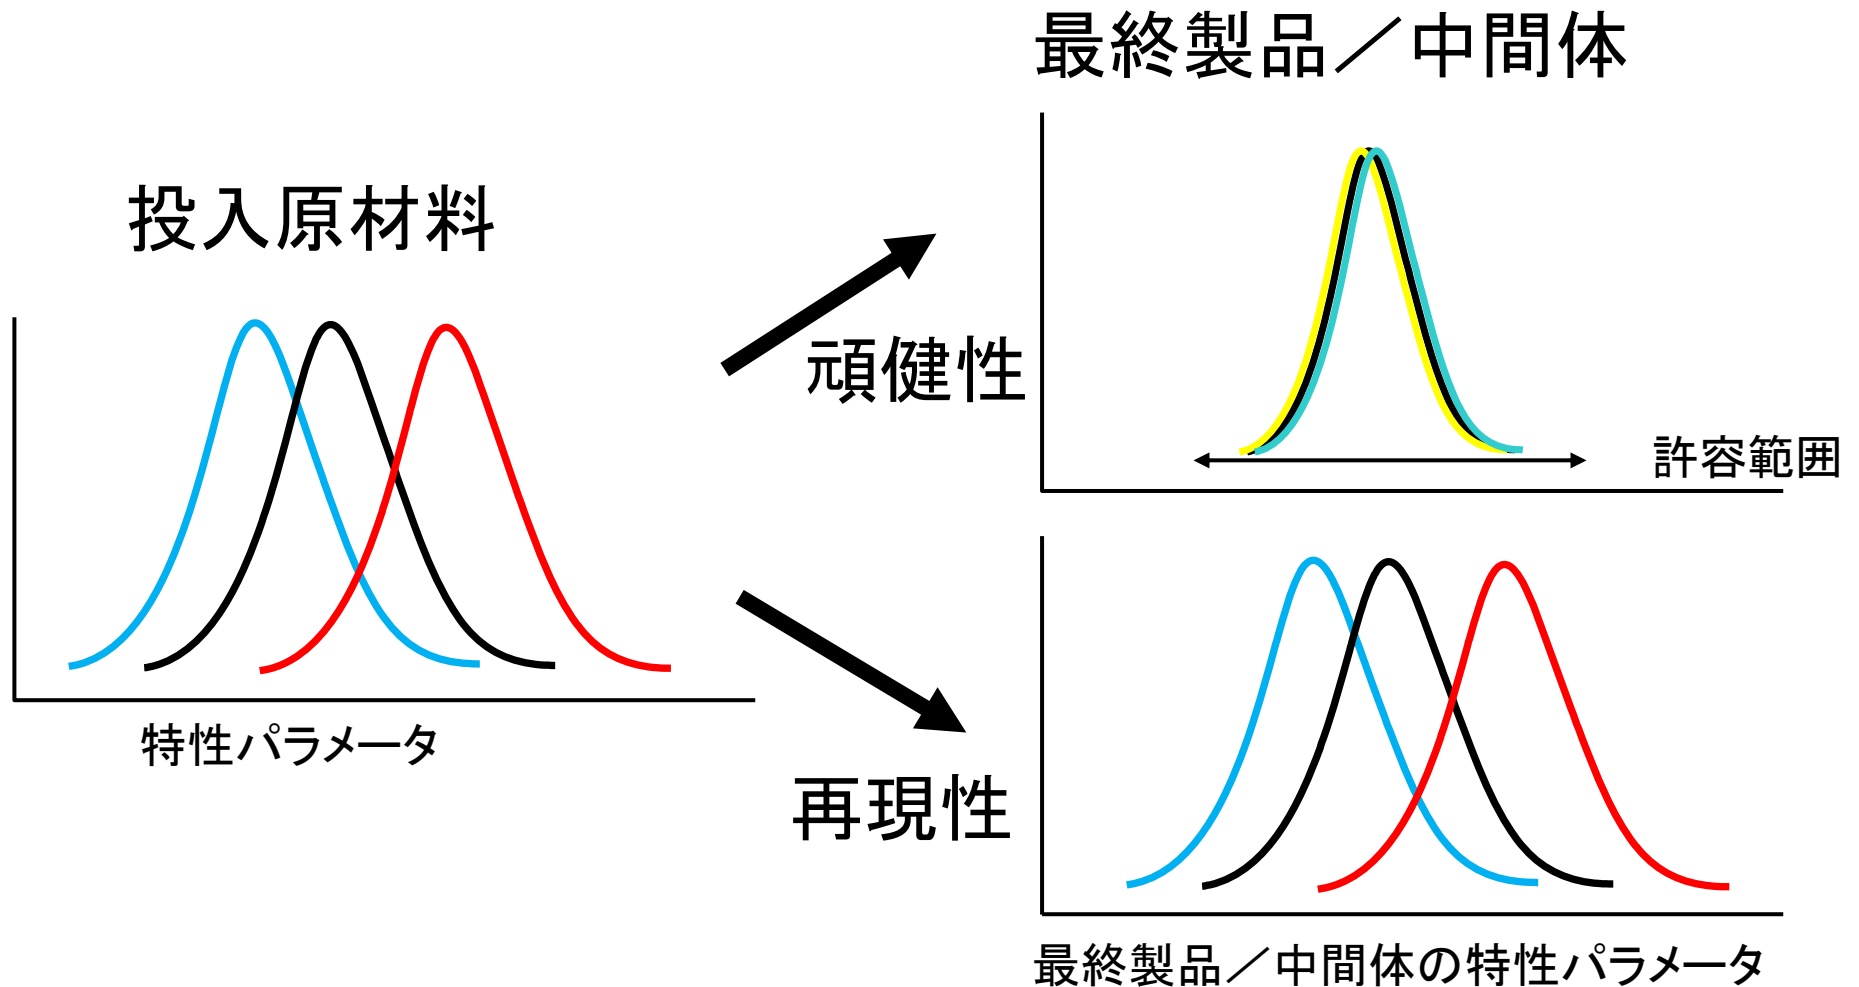 最終製品／中間体
投入原材料
頑健性
許容範囲
特性パラメータ
再現性
最終製品／中間体の特性パラメータ